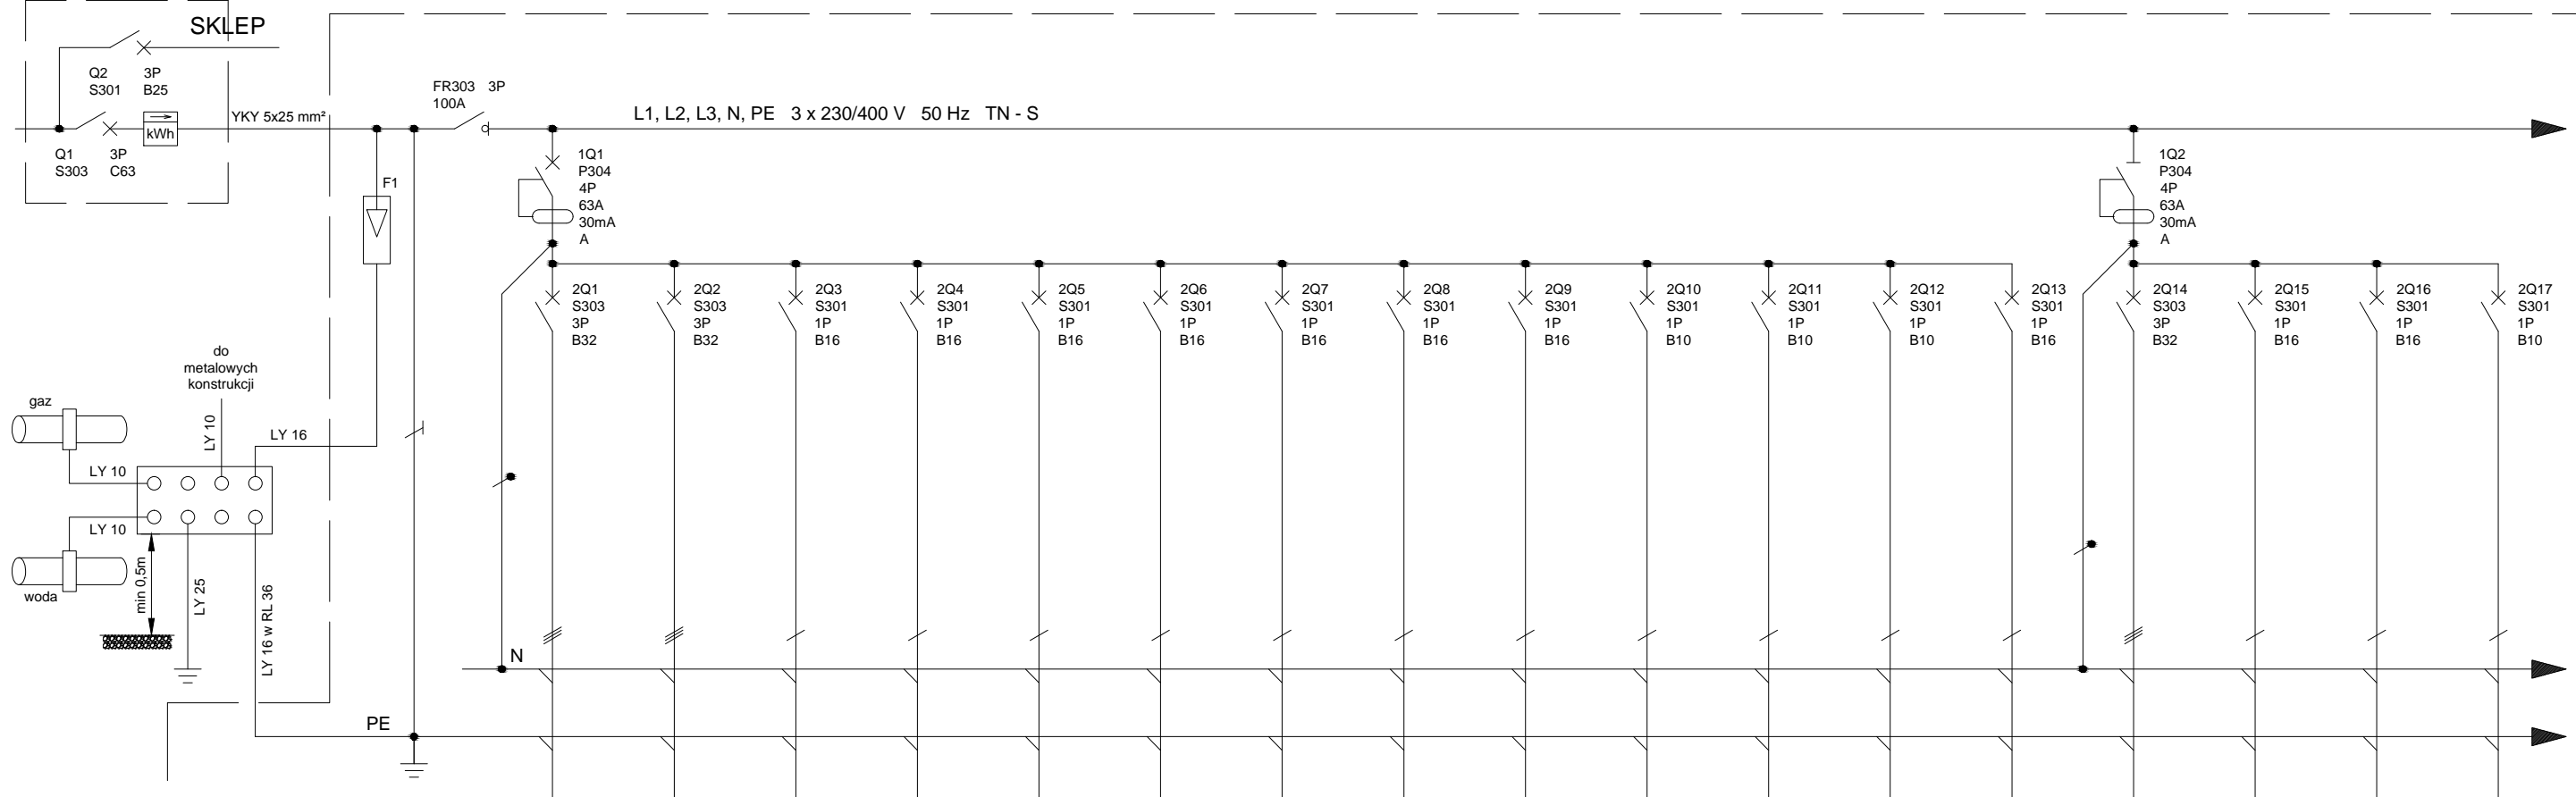 SKLEP
Q2
S301
3P
B25
Q1
S303
3P
C63
kWh
YKY 5x25 mm²
FR303 3P
100A
L1, L2, L3, N, PE 3 x 230/400 V 50 Hz TN - S
F1
1Q1
P304
4P
63A
30mA
A
1Q2
P304
4P
63A
30mA
A
2Q1
S303
3P
B32
2Q2
S303
3P
B32
2Q3
S301
1P
B16
2Q4
S301
1P
B16
2Q5
S301
1P
B16
2Q6
S301
1P
B16
2Q7
S301
1P
B16
2Q8
S301
1P
B16
2Q9
S301
1P
B16
2Q10
S301
1P
B10
2Q11
S301
1P
B10
2Q12
S301
1P
B10
2Q13
S301
1P
B16
2Q14
S303
3P
B32
2Q15
S301
1P
B16
2Q16
S301
1P
B16
2Q17
S301
1P
B10
do
metalowych
konstrukcji
gaz
LY 10
LY 16
LY 10
LY 10
woda
min 0,5m
LY 25
LY 16 w RL 36
N
PE